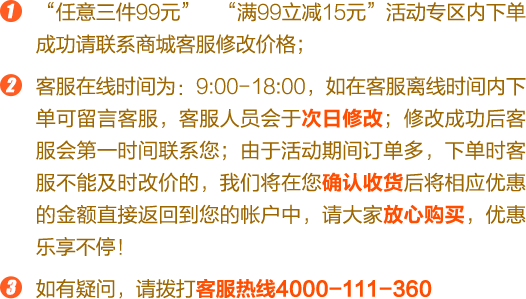 1 “任意三件99元” “满99立减15元”活动专区内下单
成功请联系商城客服修改价格；
2 客服在线时间为：9:00-18:00，如在客服离线时间内下
单可留言客服，客服人员会于次日修改；修改成功后客
服会第一时间联系您；由于活动期间订单多，下单时客
服不能及时改价的，我们将在您确认收货后将相应优惠
的金额直接返回到您的帐户中，请大家放心购买，优惠
乐享不停！
3 如有疑问，请拨打客服热线4000-111-360